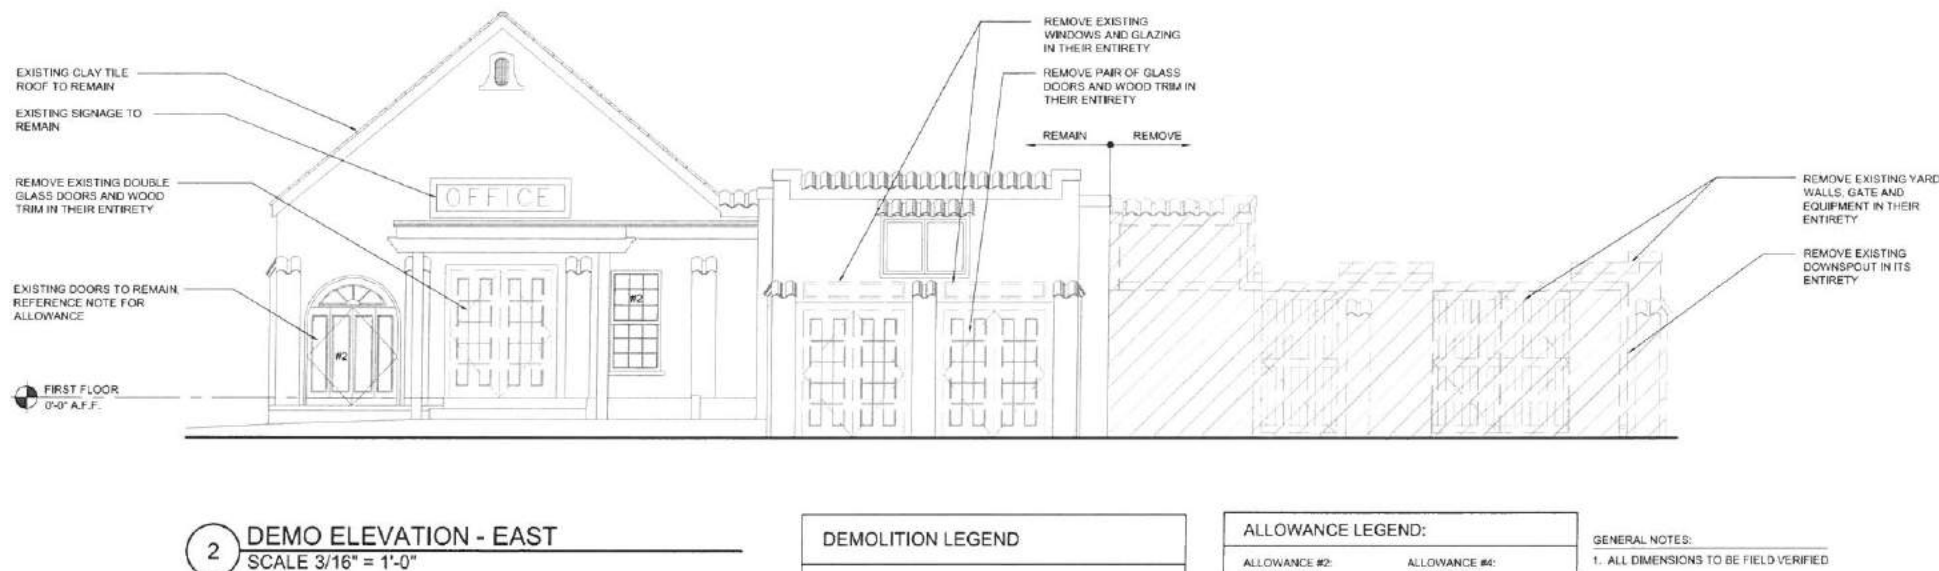 EXISTING CLAY TILE
ROOF TO REMAIN
EXISTING SIGNAGE TO
REMAIN
REMOVE EXISTING DOUBLE
GLASS DOORS AND WOOD
TRIM IN THEIR ENTIRETY
EXISTING DOORS TO REMAIN,
REFERENCE NOTE FOR
ALLOWANCE
FIRST FLOOR
0'-0" A.F.F.
OFFICE
#2
#2
REMOVE EXISTING
WINDOWS AND GLAZING
IN THEIR ENTIRETY
REMOVE PAIR OF GLASS
DOORS AND WOOD TRIM IN
THEIR ENTIRETY
REMAIN
REMOVE
REMOVE EXISTING YARD
WALLS, GATE AND
EQUIPMENT IN THEIR
ENTIRETY
REMOVE EXISTING
DOWNSPOUT IN ITS
ENTIRETY
2
DEMO ELEVATION - EAST
SCALE 3/16" = 1'-0"
DEMOLITION LEGEND
ALLOWANCE LEGEND:
ALLOWANCE #2:
ALLOWANCE #4:
GENERAL NOTES:
1. ALL DIMENSIONS TO BE FIELD VERIFIED